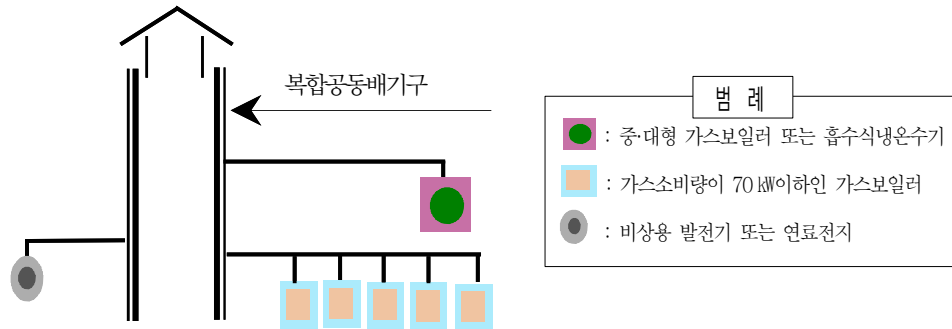 복합공동배기구
범 례
: 중·대형 가스보일러 또는 흡수식냉온수기
: 가스소비량이 70㎾이하인 가스보일러
: 비상용 발전기 또는 연료전지